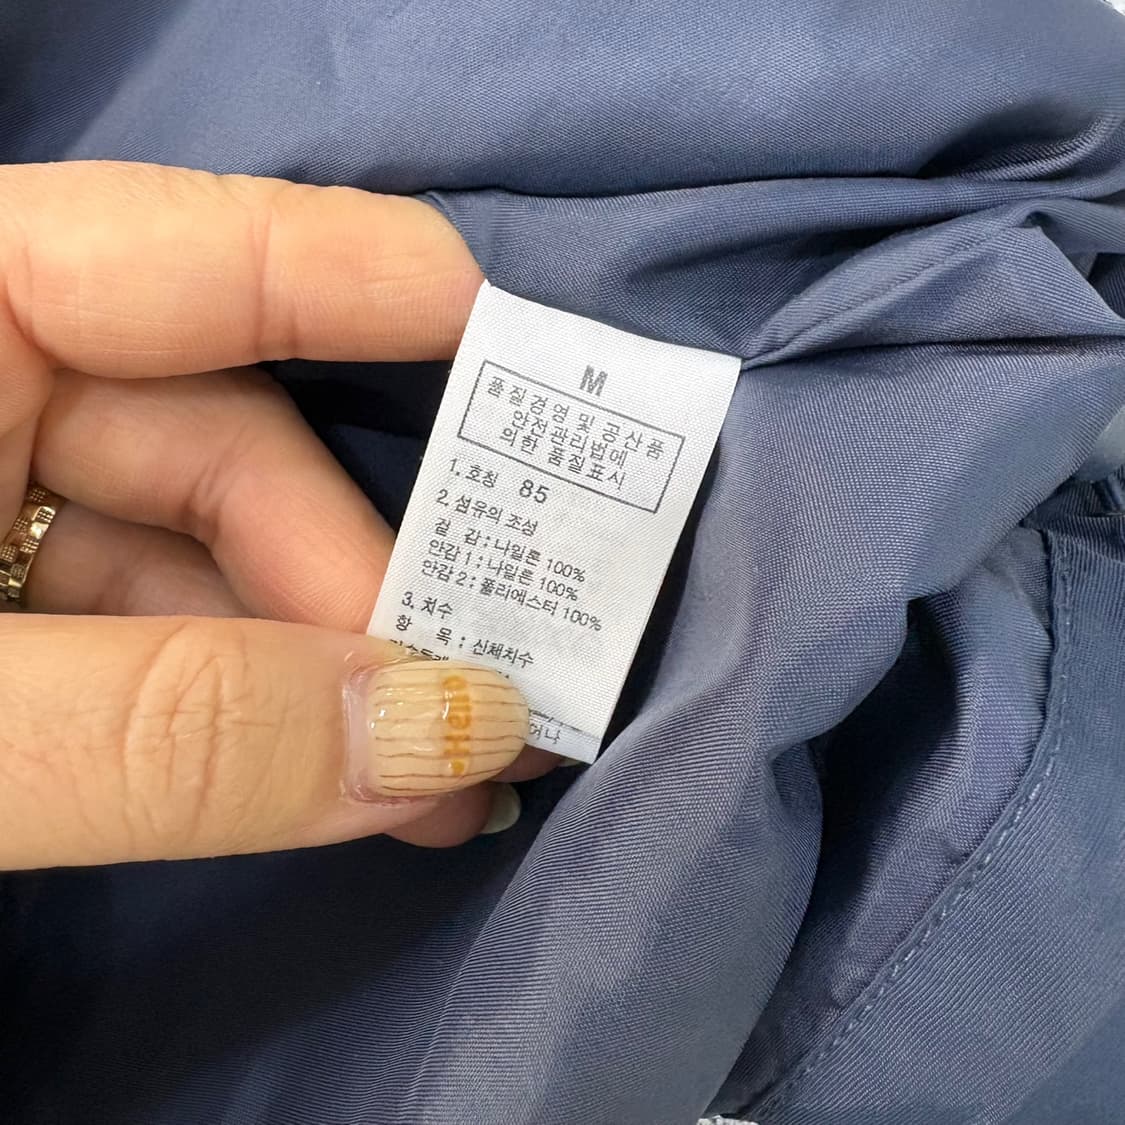 M
품질경영 및 공산품
안전관리법에
의한 품질표시
1. 호칭 85
2. 섬유의 조성
겉 감 : 나일론 100%
안감 1 : 나일론 100%
안감 2 : 폴리에스터 100%
3. 치수
항 목 : 신체치수
Hello